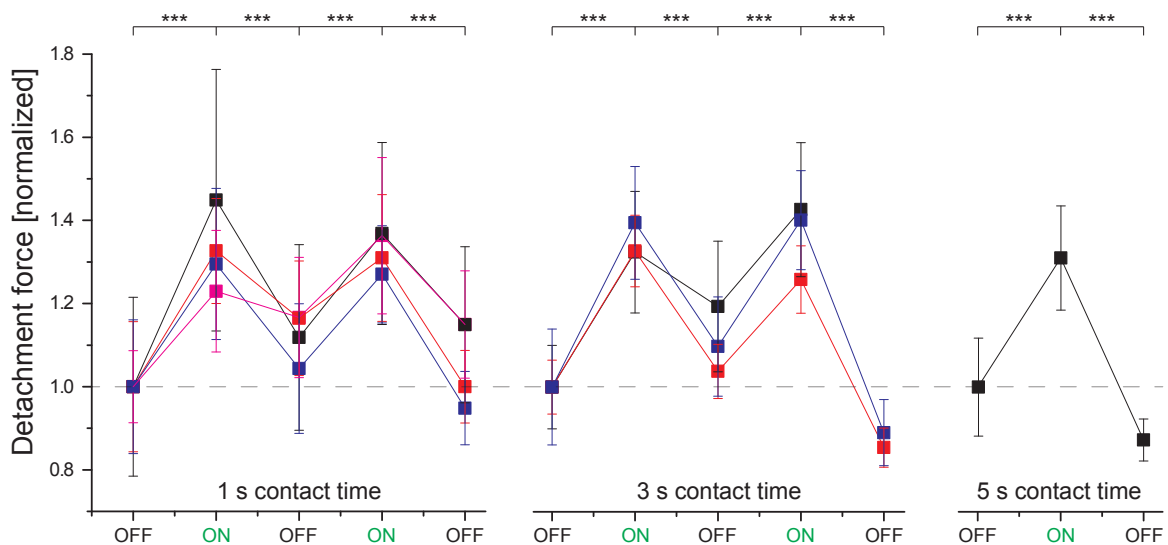 *** *** *** *** *** *** *** *** *** ***
Detachment force [normalized]
1.8
1.6
1.4
1.2
1.0
0.8
1 s contact time 3 s contact time 5 s contact time
OFF ON OFF ON OFF OFF ON OFF ON OFF OFF ON OFF